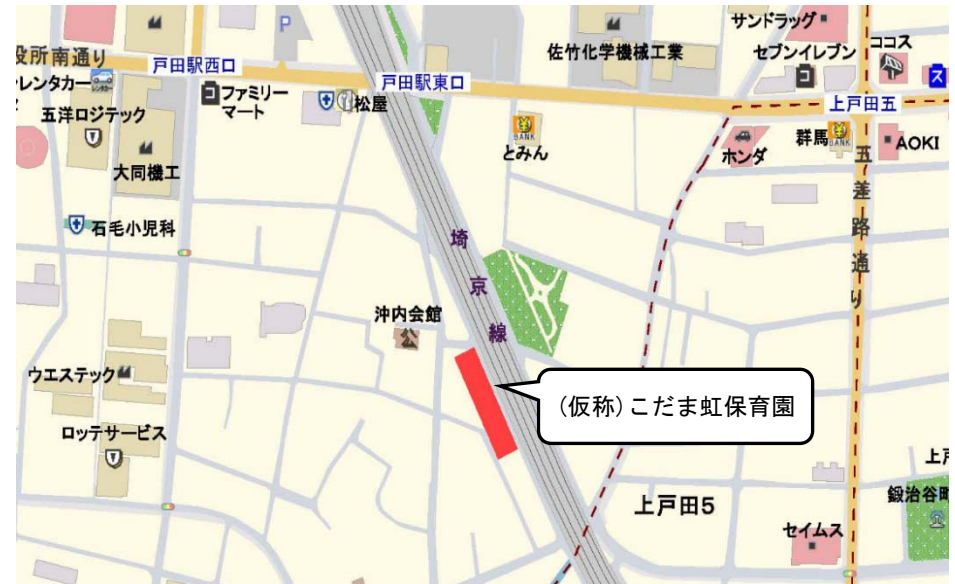 サンドラッグ
役所南通り
佐竹化学機械工業
セブンイレブン
ココス
戸田駅西口
戸田駅東口
レンタカー
ファミリー
マート
松屋
ス
上戸田五
五洋ロジテック
BANK
とみん
ホンダ
群馬
BANK
AOKI
大同機工
五差路通り
石毛小児科
埼京線
沖内会館
公
ウエステック
(仮称)こだま虹保育園
ロッテサービス
上戸
上戸田5
鍛冶谷町
セイムス
P